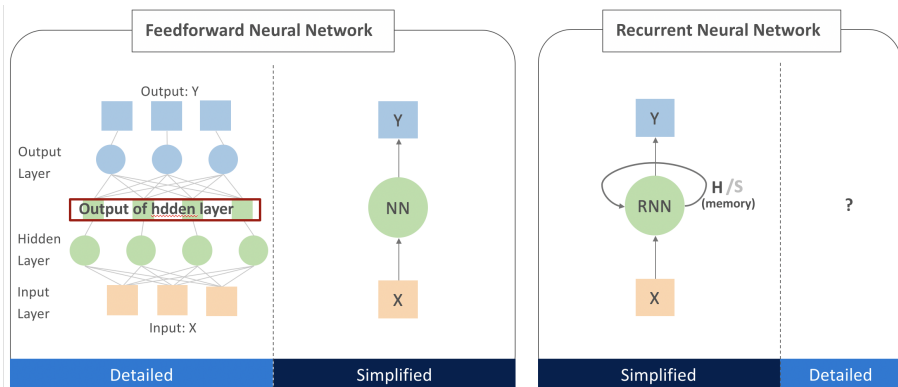 Feedforward Neural Network
Recurrent Neural Network
Output: Y
Output
Layer
Output of hdden layer
Hidden
Layer
Input
Layer
Input: X
Y
NN
X
Y
RNN
H /S
(memory)
X
?
Detailed
Simplified
Simplified
Detailed